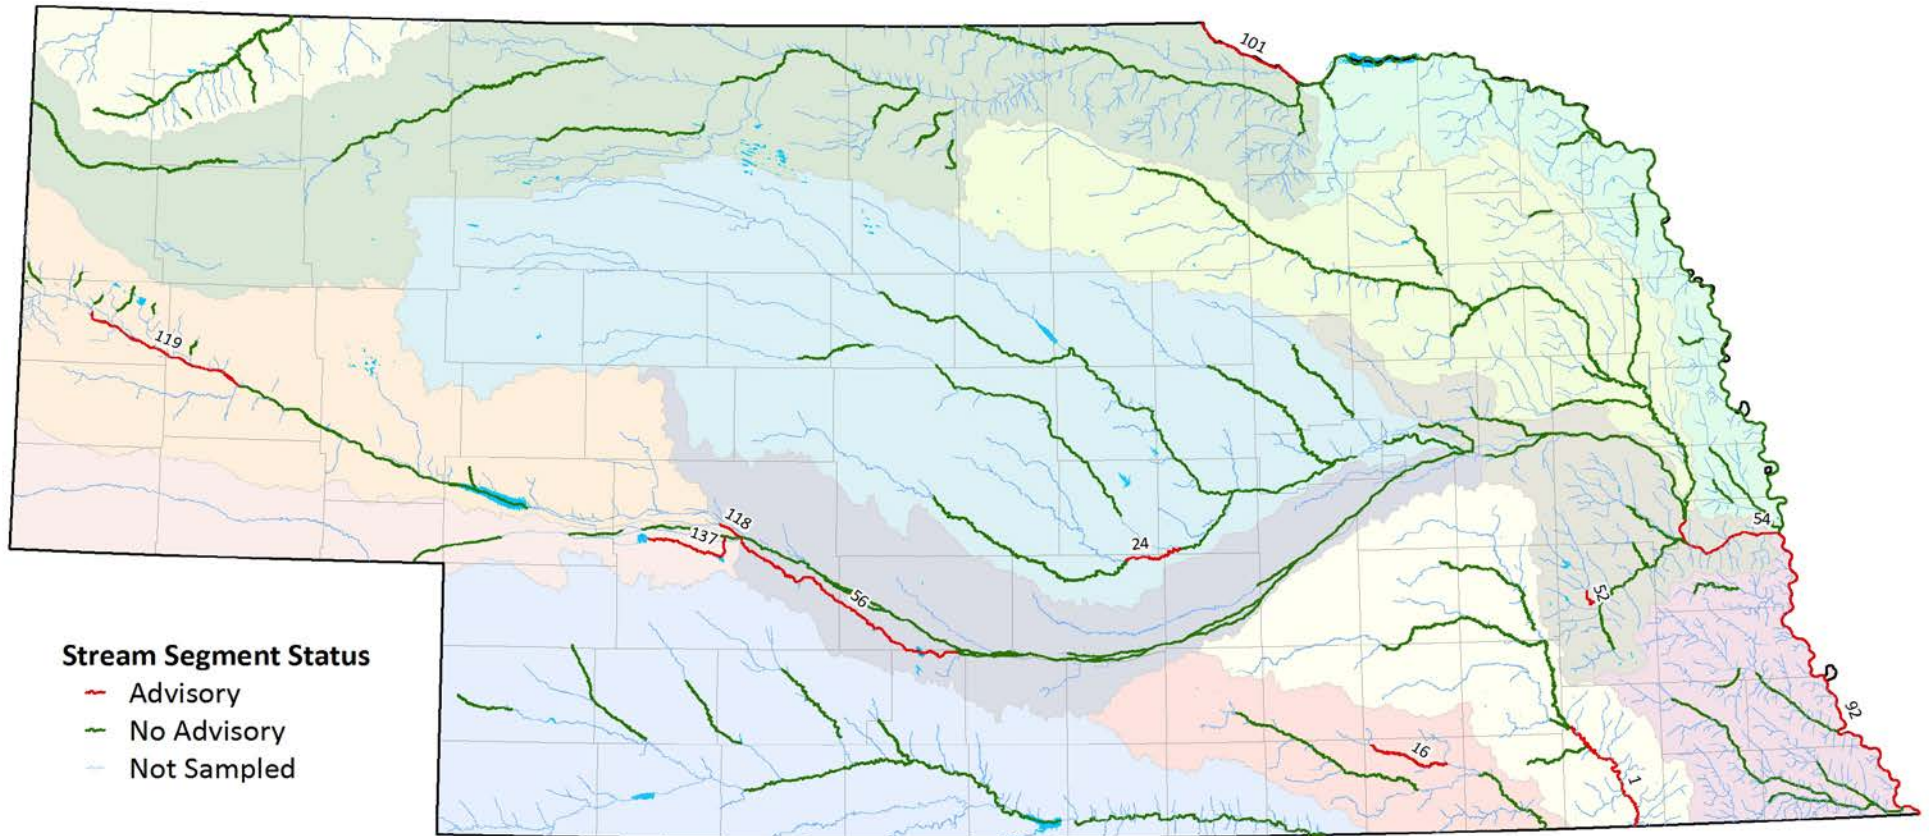 101
119
118
137
24
54
56
52
92
16
1
Stream Segment Status
Advisory
No Advisory
Not Sampled